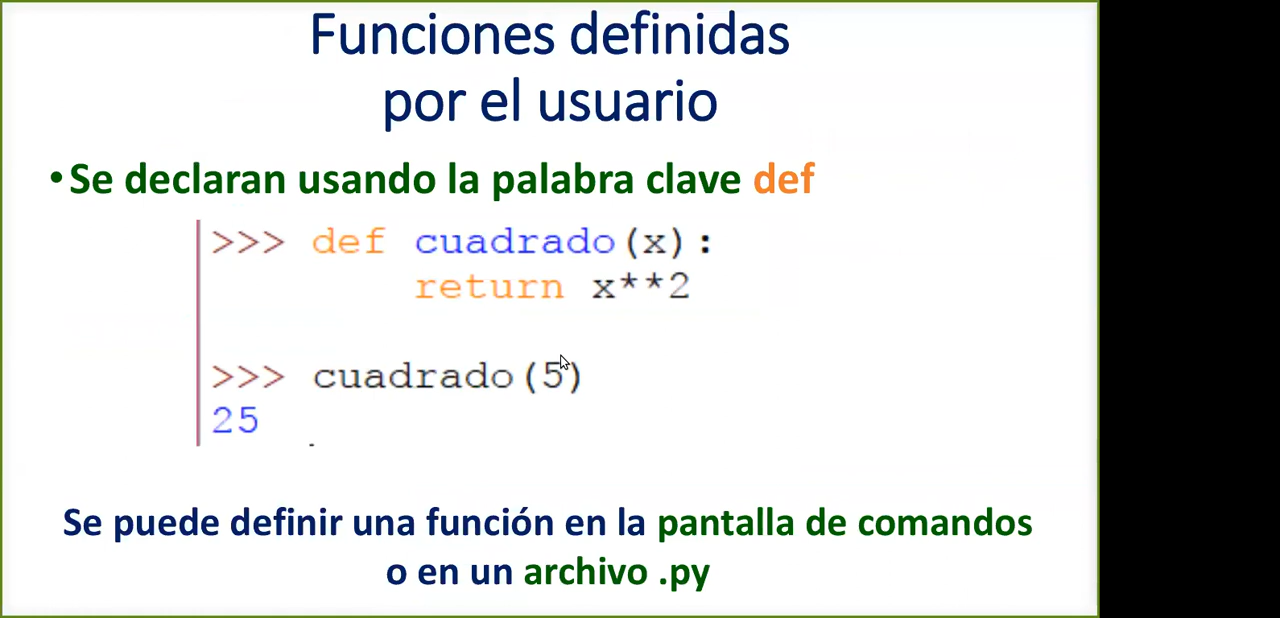 Funciones definidas
por el usuario
• Se declaran usando la palabra clave def
>>> def cuadrado(x):
return x**2
>>> cuadrado(5)
25
Se puede definir una función en la pantalla de comandos
o en un archivo .py